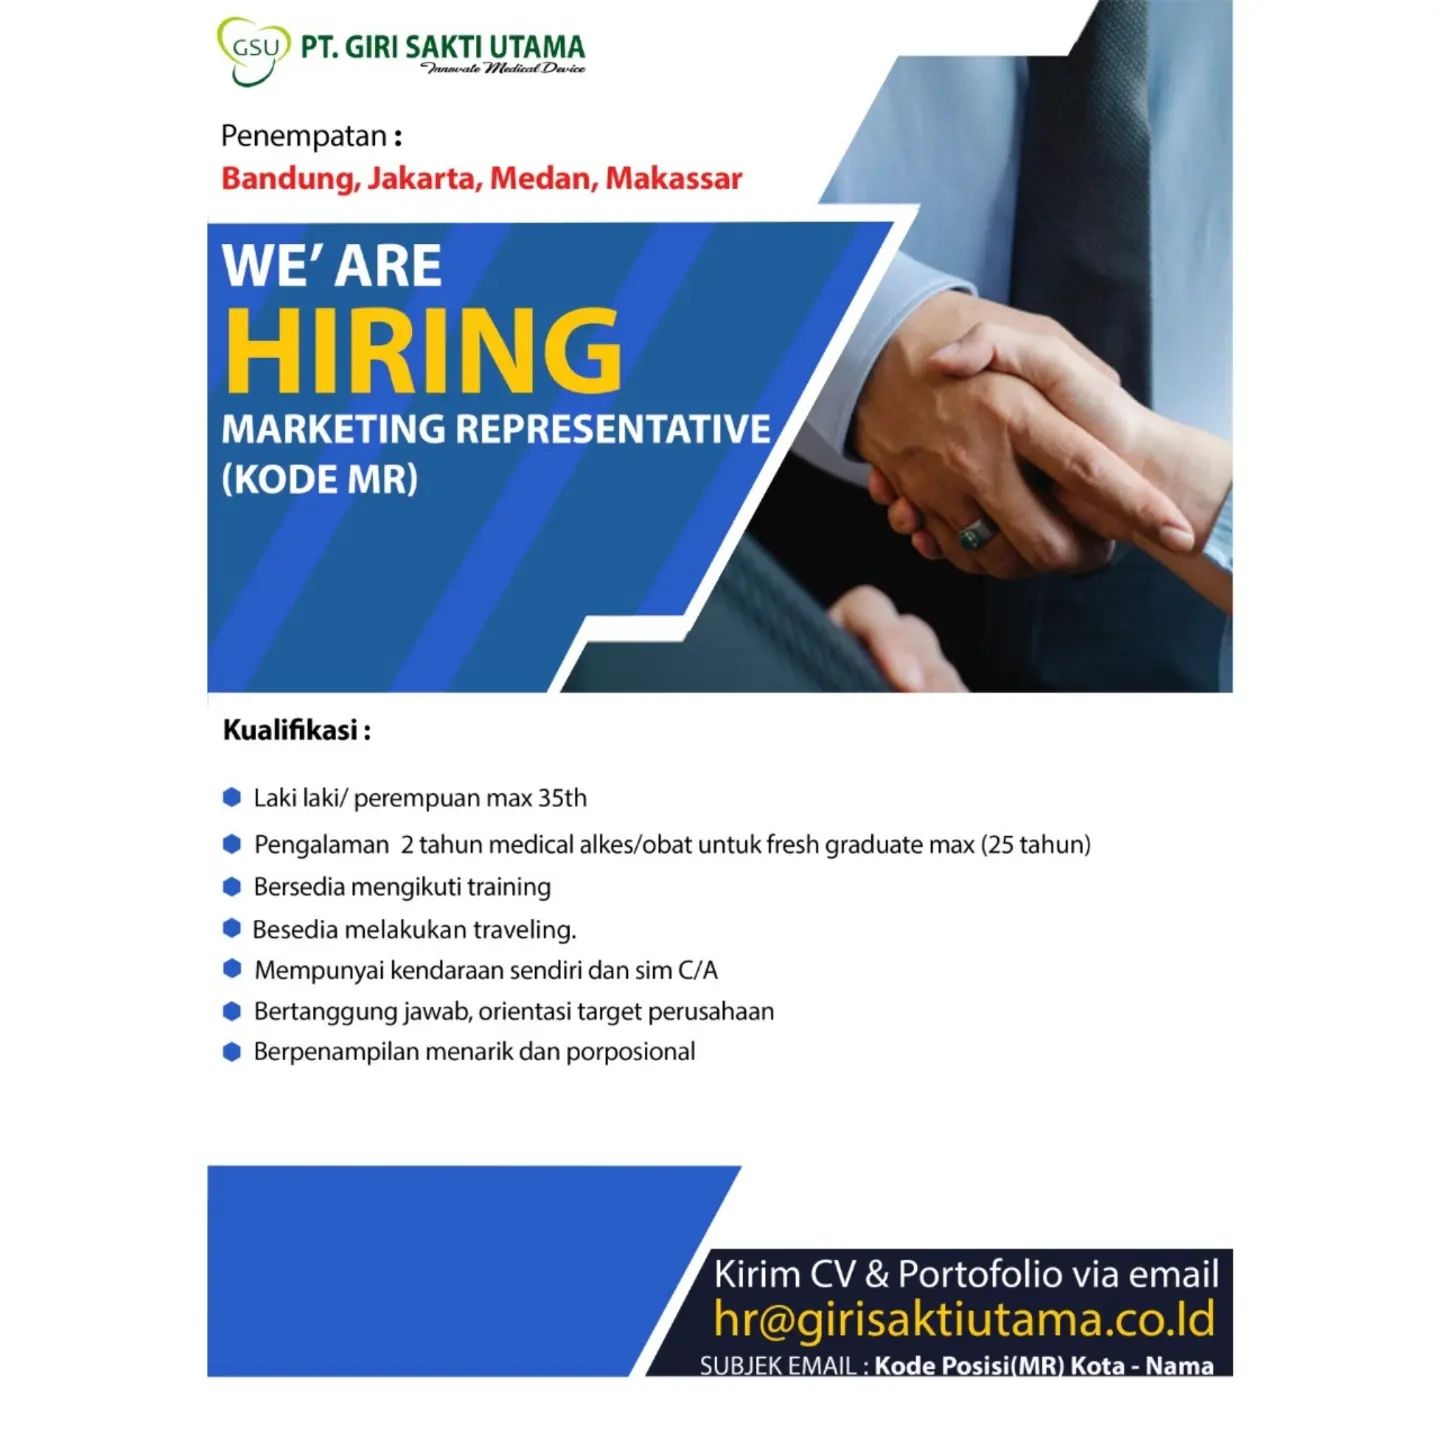 GSU PT. GIRI SAKTI UTAMA
Innovate Medical Device
Penempatan :
Bandung, Jakarta, Medan, Makassar
WE' ARE
HIRING
MARKETING REPRESENTATIVE
(KODE MR)
Kualifikasi :
Laki laki/ perempuan max 35th
Pengalaman 2 tahun medical alkes/obat untuk fresh graduate max (25 tahun)
Bersedia mengikuti training
Besedia melakukan traveling.
Mempunyai kendaraan sendiri dan sim C/A
Bertanggung jawab, orientasi target perusahaan
Berpenampilan menarik dan porposional
Kirim CV & Portofolio via email
hr@girisaktiutama.co.Id
SUBJEK EMAIL : Kode Posisi(MR) Kota - Nama